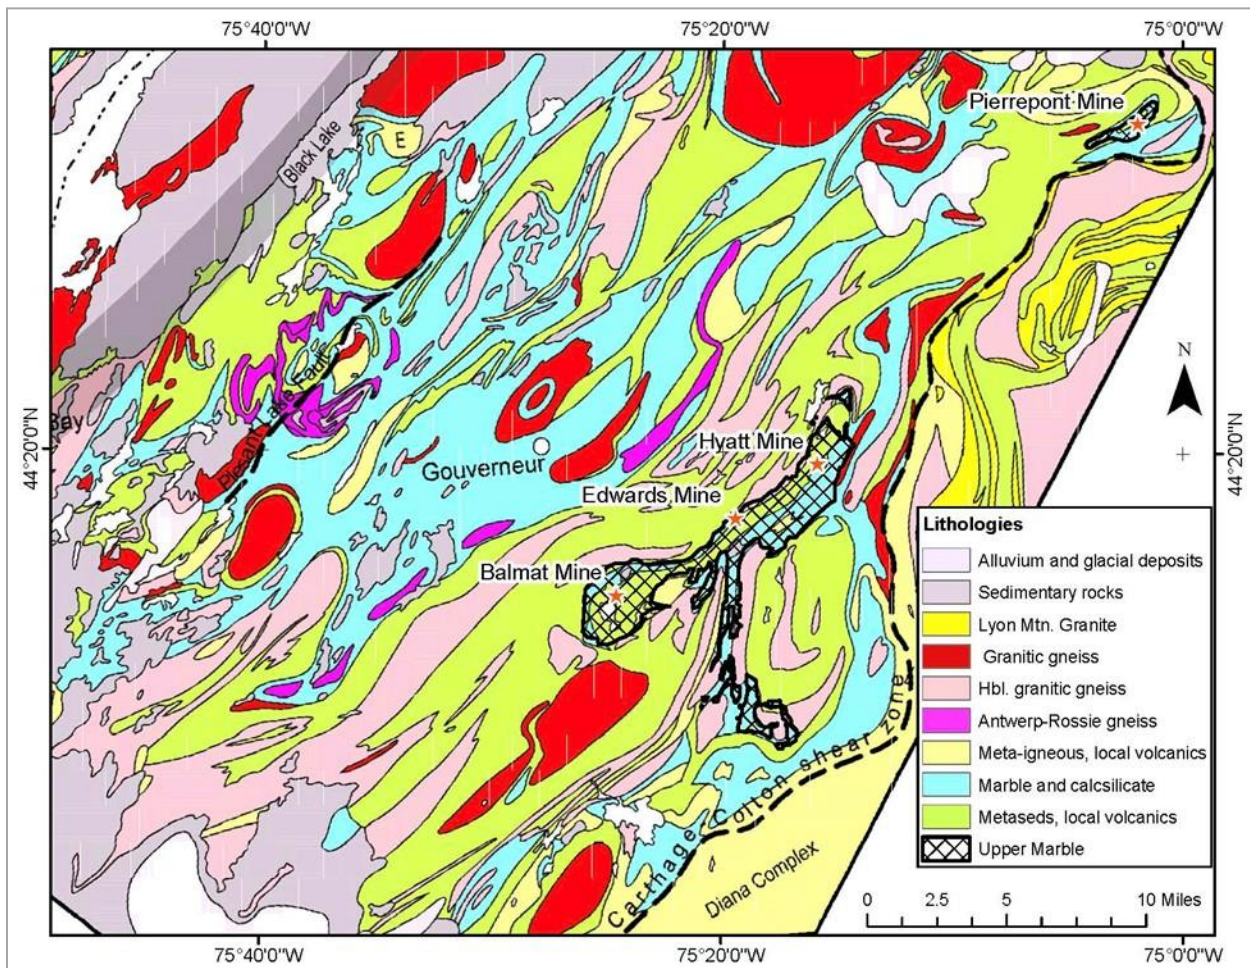 75°40'0"W
75°20'0"W
75°0'0"W
Pierrepont Mine
E
Black Lake
N
Bay
Plesant Lake Fault
44°20'0"N
Gouverneur
Hyatt Mine
44°20'0"N
Edwards Mine
Balmat Mine
Carthage-Colton shear zone
Diana Complex
Lithologies
Alluvium and glacial deposits
Sedimentary rocks
Lyon Mtn. Granite
Granitic gneiss
Hbl. granitic gneiss
Antwerp-Rossie gneiss
Meta-igneous, local volcanics
Marble and calcsilicate
Metaseds, local volcanics
Upper Marble
0 2.5 5 10 Miles
75°40'0"W
75°20'0"W
75°0'0"W